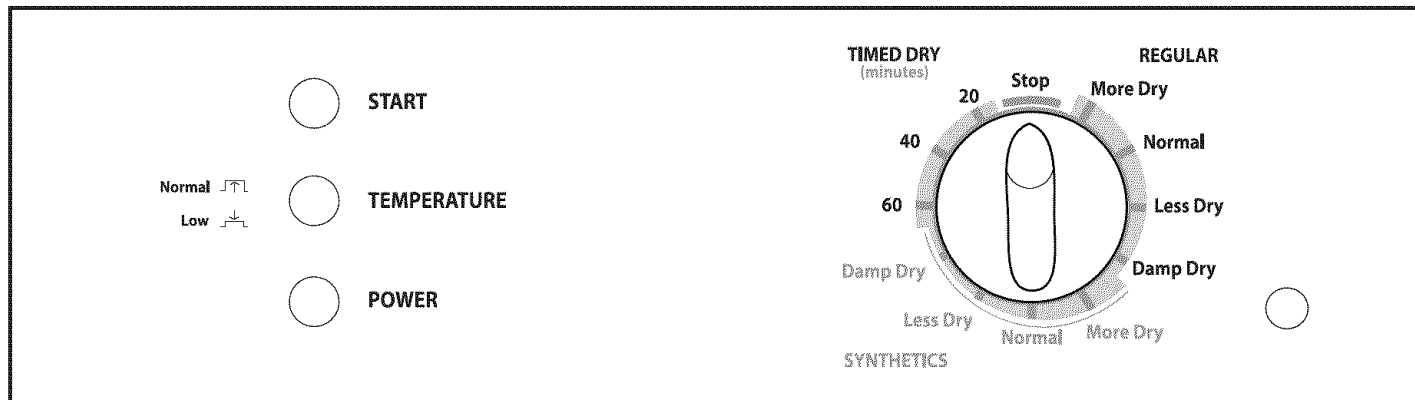 START
Normal
TEMPERATURE
Low
POWER
TIMED DRY
(minutes)
REGULAR
Stop
20
More Dry
40
Normal
60
Less Dry
Damp Dry
Damp Dry
Less Dry
Normal
More Dry
SYNTHETICS